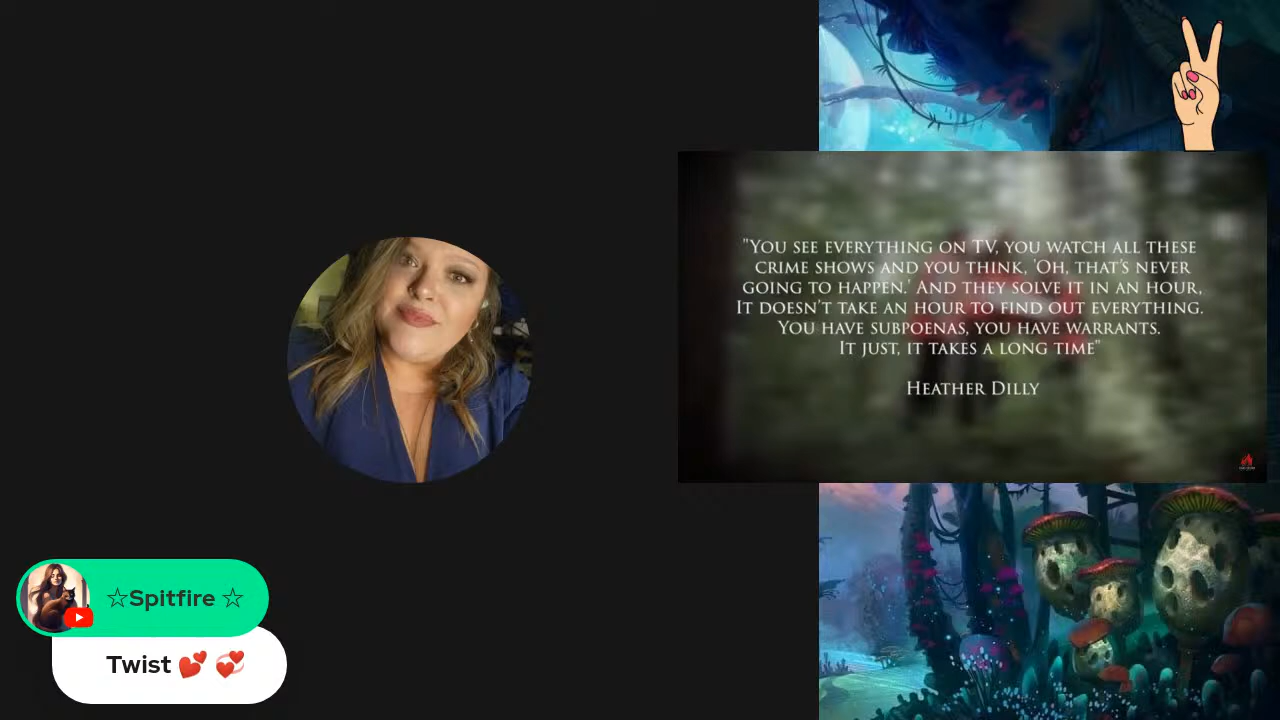 "You see everything on TV, you watch all these
crime shows and you think, 'Oh, that's never
going to happen.' And they solve it in an hour,
It doesn't take an hour to find out everything.
You have subpoenas, you have warrants.
It just, it takes a long time"
Heather Dilly
☆Spitfire ☆
Twist 💕 💞